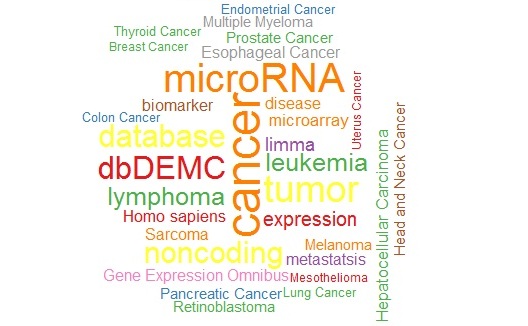 Endometrial Cancer
Multiple Myeloma
Thyroid Cancer
Prostate Cancer
Breast Cancer
Esophageal Cancer
microRNA
biomarker
disease
Colon Cancer
microarray
Uterus Cancer
database
cancer
limma
dbDEMC
leukemia
lymphoma
tumor
Homo sapiens
expression
Hepatocellular Carcinoma
Head and Neck Cancer
Sarcoma
Melanoma
noncoding
metastatsis
Gene Expression Omnibus
Mesothelioma
Pancreatic Cancer
Lung Cancer
Retinoblastoma